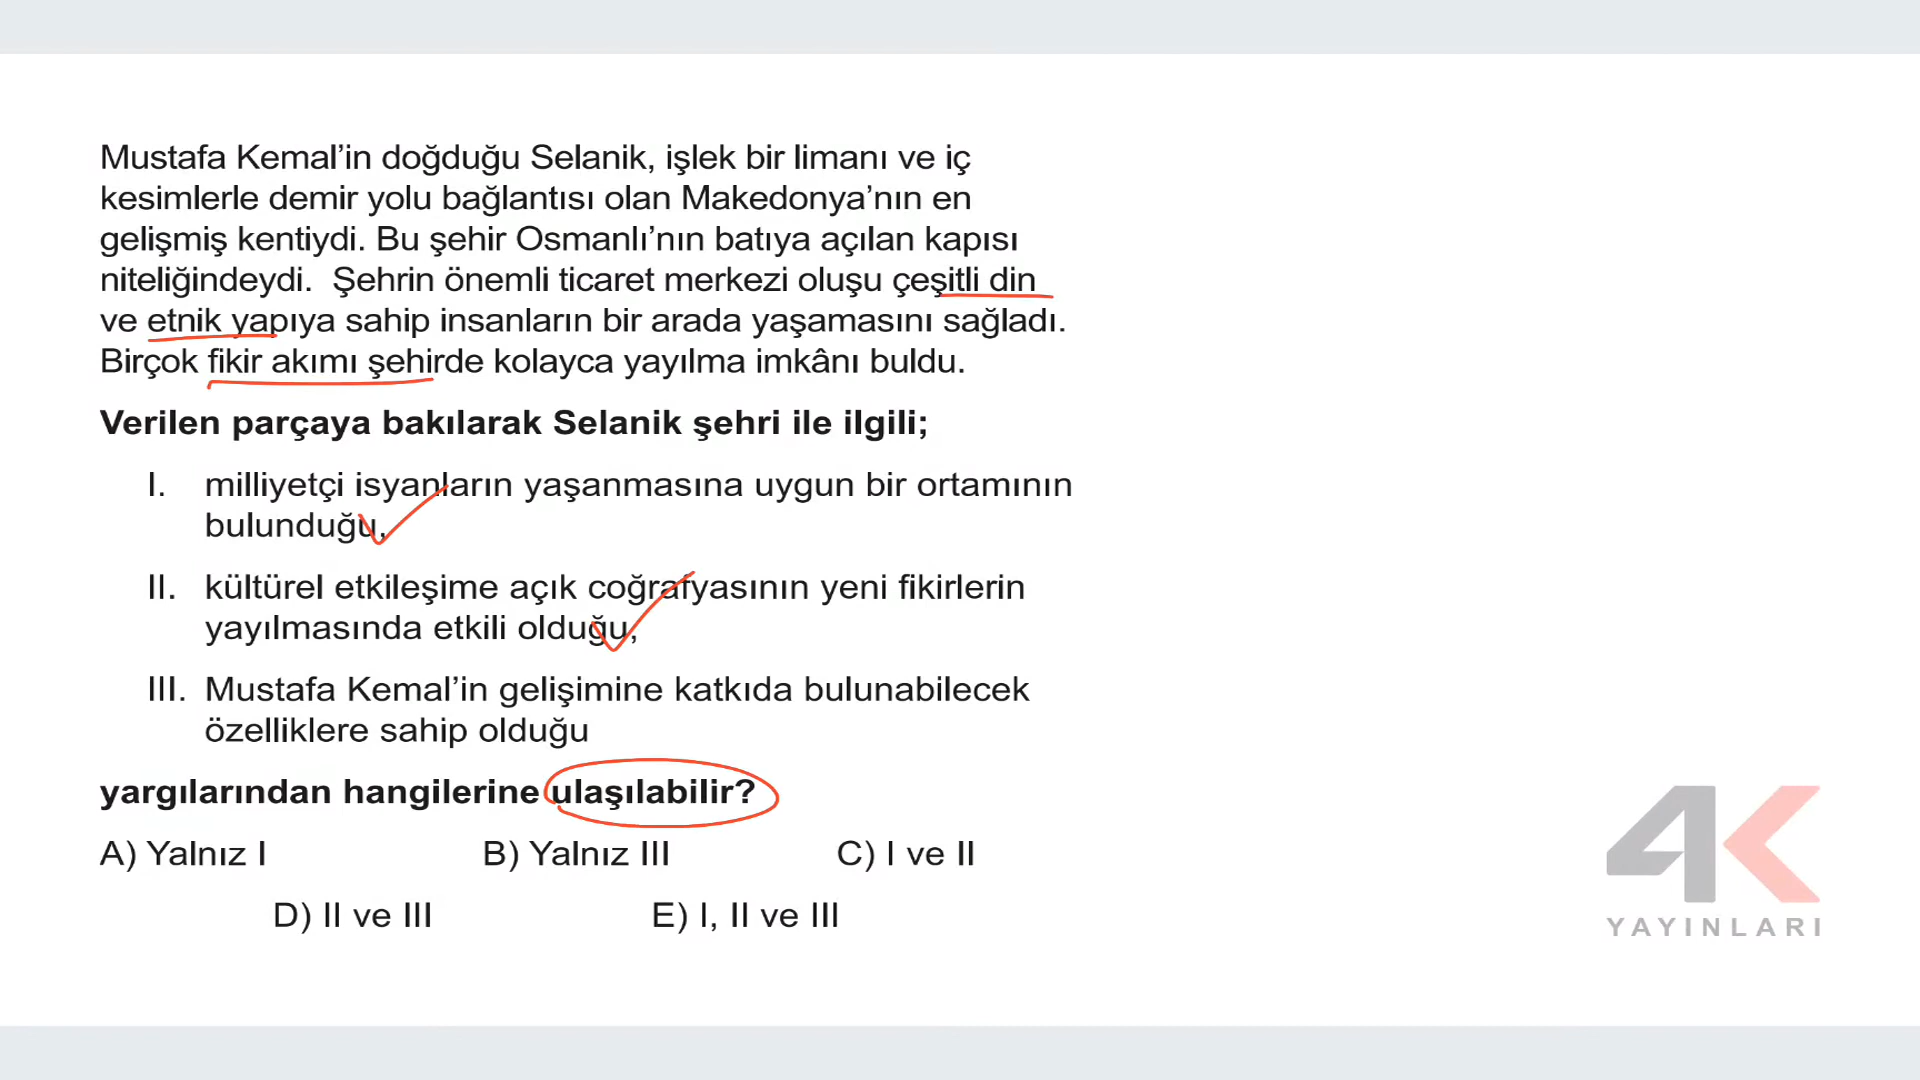 Mustafa Kemal’in doğduğu Selanik, işlek bir limanı ve iç
kesimlerle demir yolu bağlantısı olan Makedonya’nın en
gelişmiş kentiydi. Bu şehir Osmanlı’nın batıya açılan kapısı
niteliğindeydi.  Şehrin önemli ticaret merkezi oluşu çeşitli din
ve etnik yapıya sahip insanların bir arada yaşamasını sağladı.
Birçok fikir akımı şehirde kolayca yayılma imkânı buldu.
Verilen parçaya bakılarak Selanik şehri ile ilgili;
I. milliyetçi isyanların yaşanmasına uygun bir ortamının
bulunduğu,
II. kültürel etkileşime açık coğrafyasının yeni fikirlerin
yayılmasında etkili olduğu,
III. Mustafa Kemal’in gelişimine katkıda bulunabilecek
özelliklere sahip olduğu
yargılarından hangilerine ulaşılabilir?
A) Yalnız I B) Yalnız III C) I ve II
D) II ve III E) I, II ve III
4K
YAYINLARI